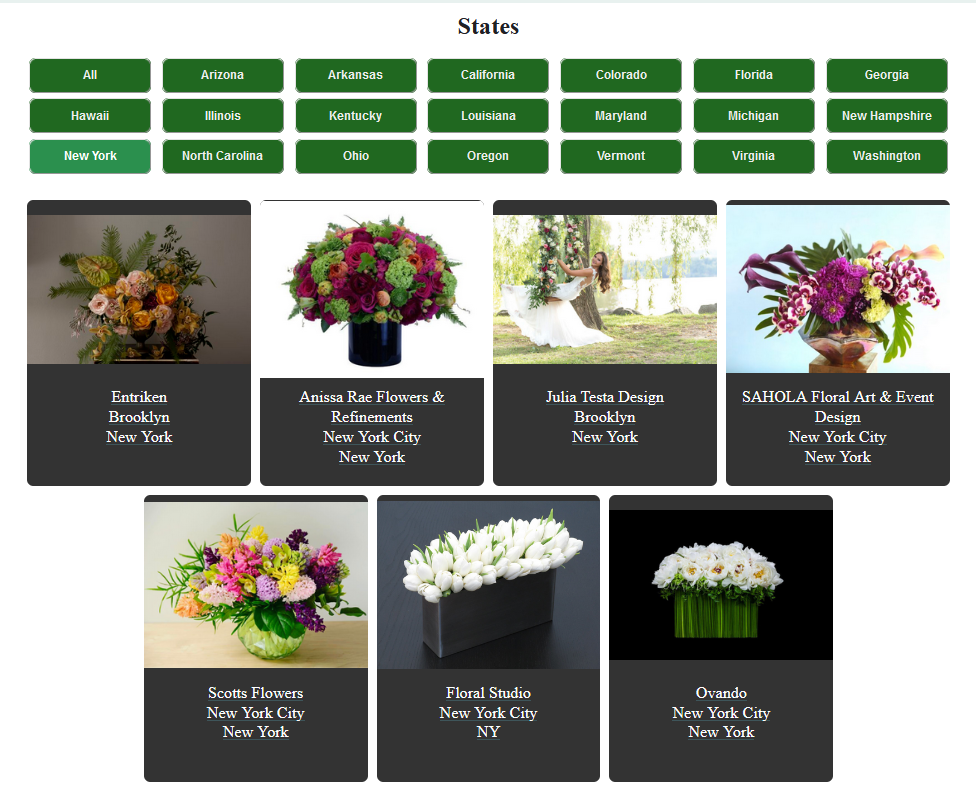 States
All
Arizona
Arkansas
California
Colorado
Florida
Georgia
Hawaii
Illinois
Kentucky
Louisiana
Maryland
Michigan
New Hampshire
New York
North Carolina
Ohio
Oregon
Vermont
Virginia
Washington
Entriken
Brooklyn
New York
Anissa Rae Flowers &
Refinements
New York City
New York
Julia Testa Design
Brooklyn
New York
SAHOLA Floral Art & Event
Design
New York City
New York
Scotts Flowers
New York City
New York
Floral Studio
New York City
NY
Ovando
New York City
New York